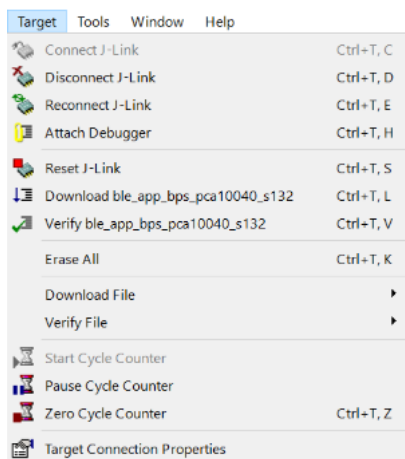 Target Tools Window Help
Connect J-Link Ctrl+T, C
Disconnect J-Link Ctrl+T, D
Reconnect J-Link Ctrl+T, E
Attach Debugger Ctrl+T, H
Reset J-Link Ctrl+T, S
Download ble_app_bps_pca10040_s132 Ctrl+T, L
Verify ble_app_bps_pca10040_s132 Ctrl+T, V
Erase All Ctrl+T, K
Download File
Verify File
Start Cycle Counter
Pause Cycle Counter
Zero Cycle Counter Ctrl+T, Z
Target Connection Properties